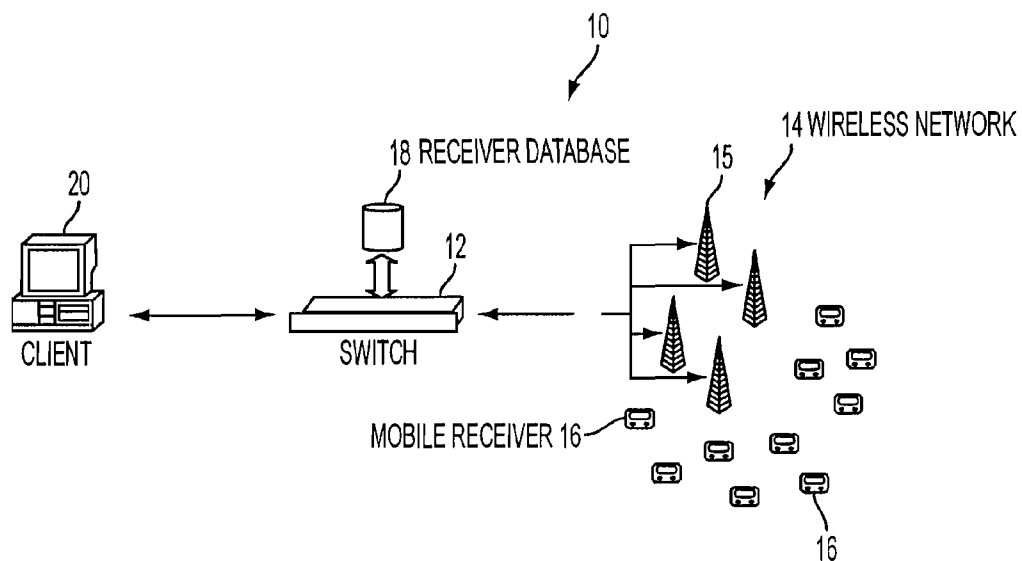 10
14 WIRELESS NETWORK
15
18 RECEIVER DATABASE
20
12
CLIENT
SWITCH
MOBILE RECEIVER 16
16